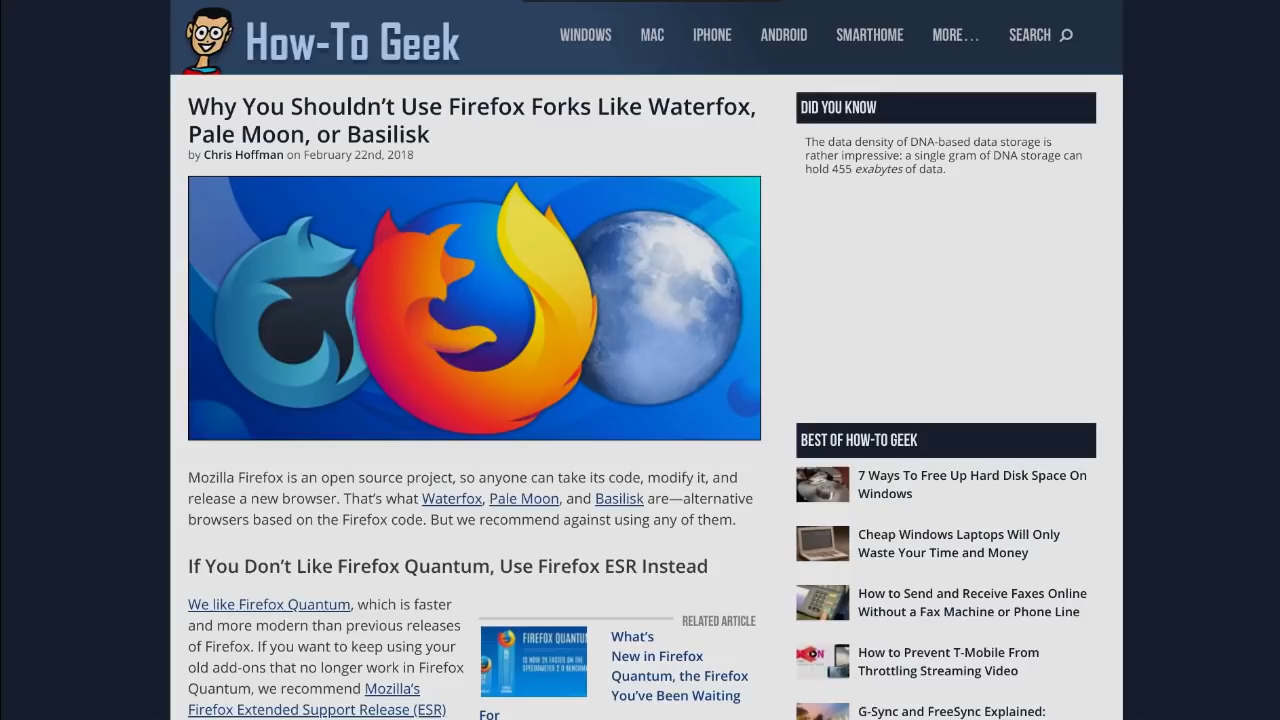 How-To Geek
WINDOWS MAC IPHONE ANDROID SMARTHOME MORE... SEARCH
Why You Shouldn't Use Firefox Forks Like Waterfox,
Pale Moon, or Basilisk
by Chris Hoffman on February 22nd, 2018
Mozilla Firefox is an open source project, so anyone can take its code, modify it, and
release a new browser. That's what Waterfox, Pale Moon, and Basilisk are—alternative
browsers based on the Firefox code. But we recommend against using any of them.
If You Don't Like Firefox Quantum, Use Firefox ESR Instead
We like Firefox Quantum, which is faster
and more modern than previous releases
of Firefox. If you want to keep using your
old add-ons that no longer work in Firefox
Quantum, we recommend Mozilla's
Firefox Extended Support Release (ESR)
RELATED ARTICLE
FIREFOX QUANTUM
IS NOW 2X FASTER ON THE
SPEEDOMETER 2.0 BENCHM
What's
New in Firefox
Quantum, the Firefox
You've Been Waiting
For
DID YOU KNOW
The data density of DNA-based data storage is
rather impressive: a single gram of DNA storage can
hold 455 exabytes of data.
BEST OF HOW-TO GEEK
7 Ways To Free Up Hard Disk Space On
Windows
Cheap Windows Laptops Will Only
Waste Your Time and Money
How to Send and Receive Faxes Online
Without a Fax Machine or Phone Line
How to Prevent T-Mobile From
Throttling Streaming Video
G-Sync and FreeSync Explained: